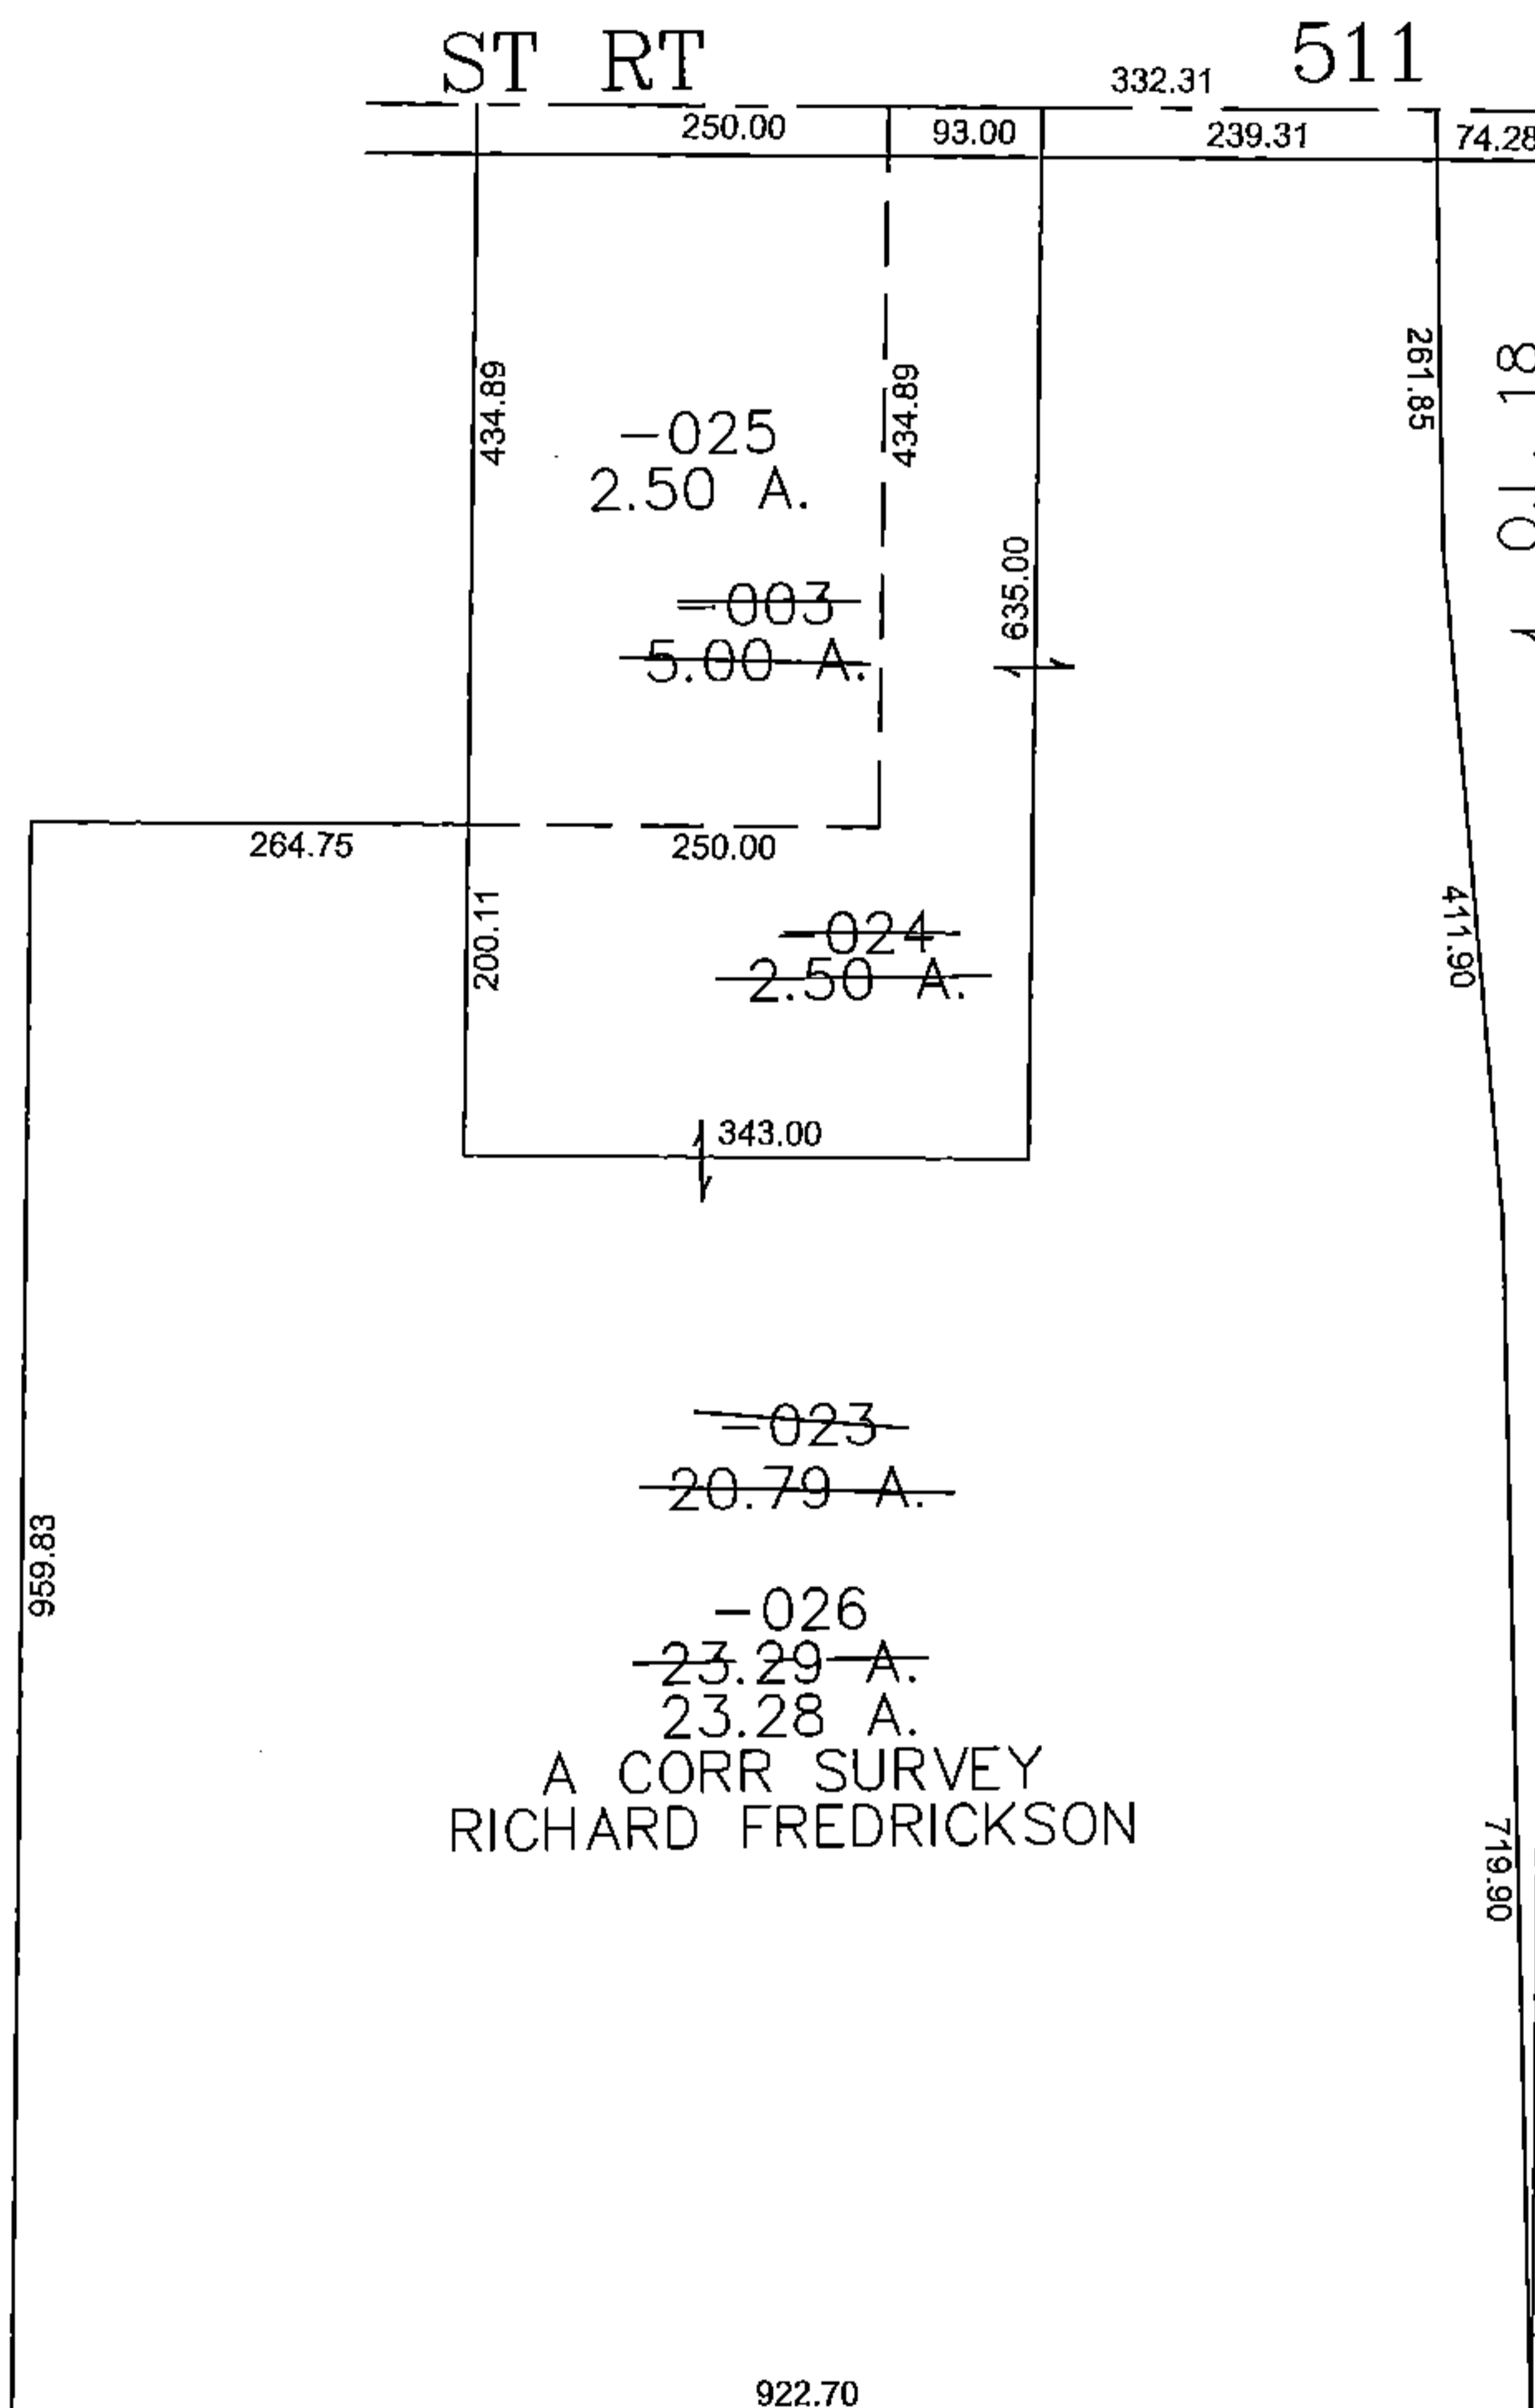 ST RT 511
332.31
250.00 93.00 239.31 74.28
434.89
434.89
261.85
O.L. 18
-025
2.50 A.
-003
5.00 A.
635.00
264.75
250.00
200.11
411.90
-024
2.50 A.
343.00
-023
20.79 A.
959.83
-026
23.29 A.
23.28 A.
A CORR SURVEY
RICHARD FREDRICKSON
719.90
922.70